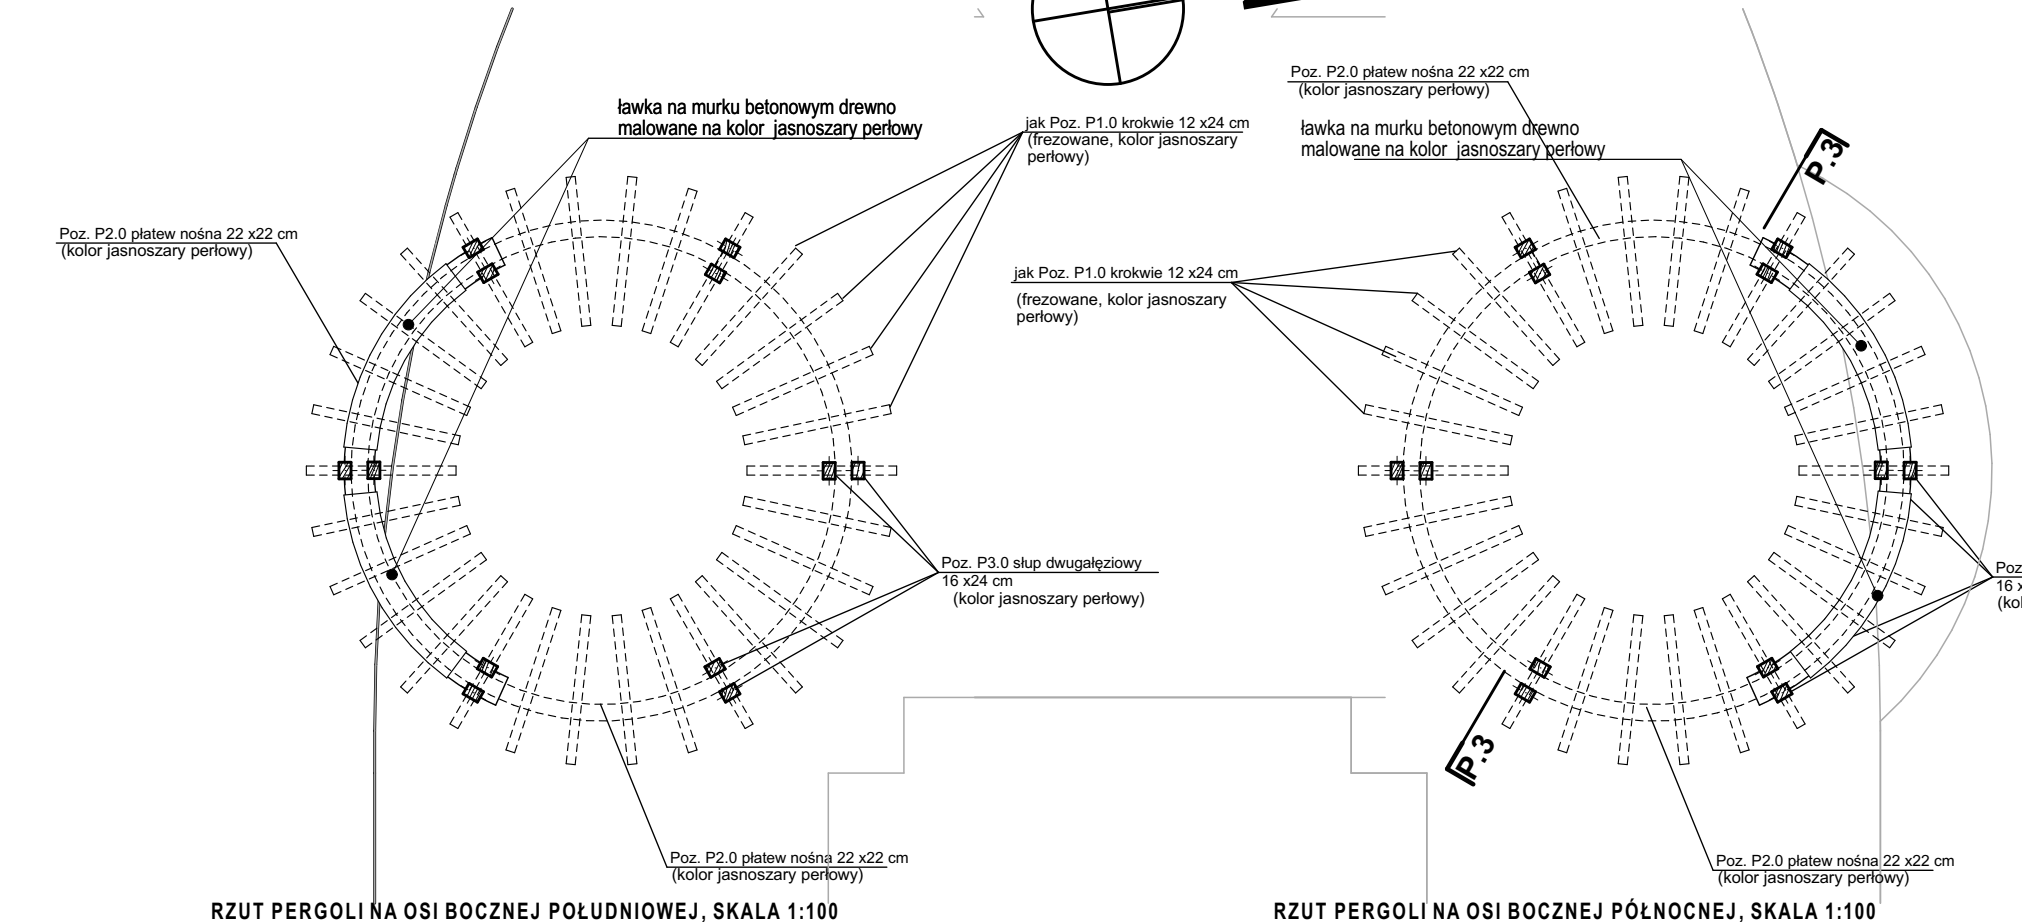 ławka na murku betonowym drewno
malowane na kolor jasnoszary perłowy
jak Poz. P1.0 krokwie 12 x24 cm
(frezowane, kolor jasnoszary
perłowy)
Poz. P2.0 płatew nośna 22 x22 cm
(kolor jasnoszary perłowy)
Poz. P3.0 słup dwugałęziowy
16 x24 cm
(kolor jasnoszary perłowy)
Poz. P2.0 płatew nośna 22 x22 cm
(kolor jasnoszary perłowy)
RZUT PERGOLI NA OSI BOCZNEJ POŁUDNIOWEJ, SKALA 1:100
Poz. P2.0 płatew nośna 22 x22 cm
(kolor jasnoszary perłowy)
ławka na murku betonowym drewno
malowane na kolor jasnoszary perłowy
P.3
jak Poz. P1.0 krokwie 12 x24 cm
(frezowane, kolor jasnoszary
perłowy)
Poz
16 x
(kol
P.3
Poz. P2.0 płatew nośna 22 x22 cm
(kolor jasnoszary perłowy)
RZUT PERGOLI NA OSI BOCZNEJ PÓŁNOCNEJ, SKALA 1:100